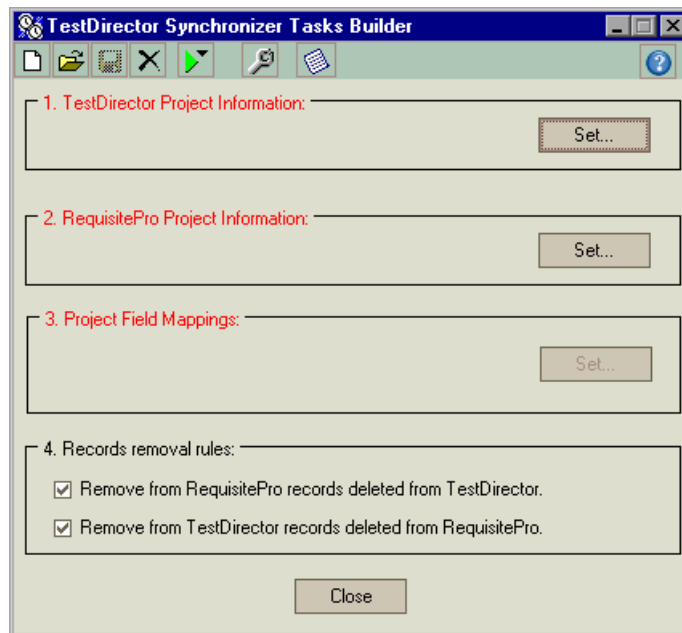 TestDirector Synchronizer Tasks Builder
1. TestDirector Project Information:
Set...
2. RequisitePro Project Information:
Set...
3. Project Field Mappings:
Set...
4. Records removal rules:
Remove from RequisitePro records deleted from TestDirector.
Remove from TestDirector records deleted from RequisitePro.
Close